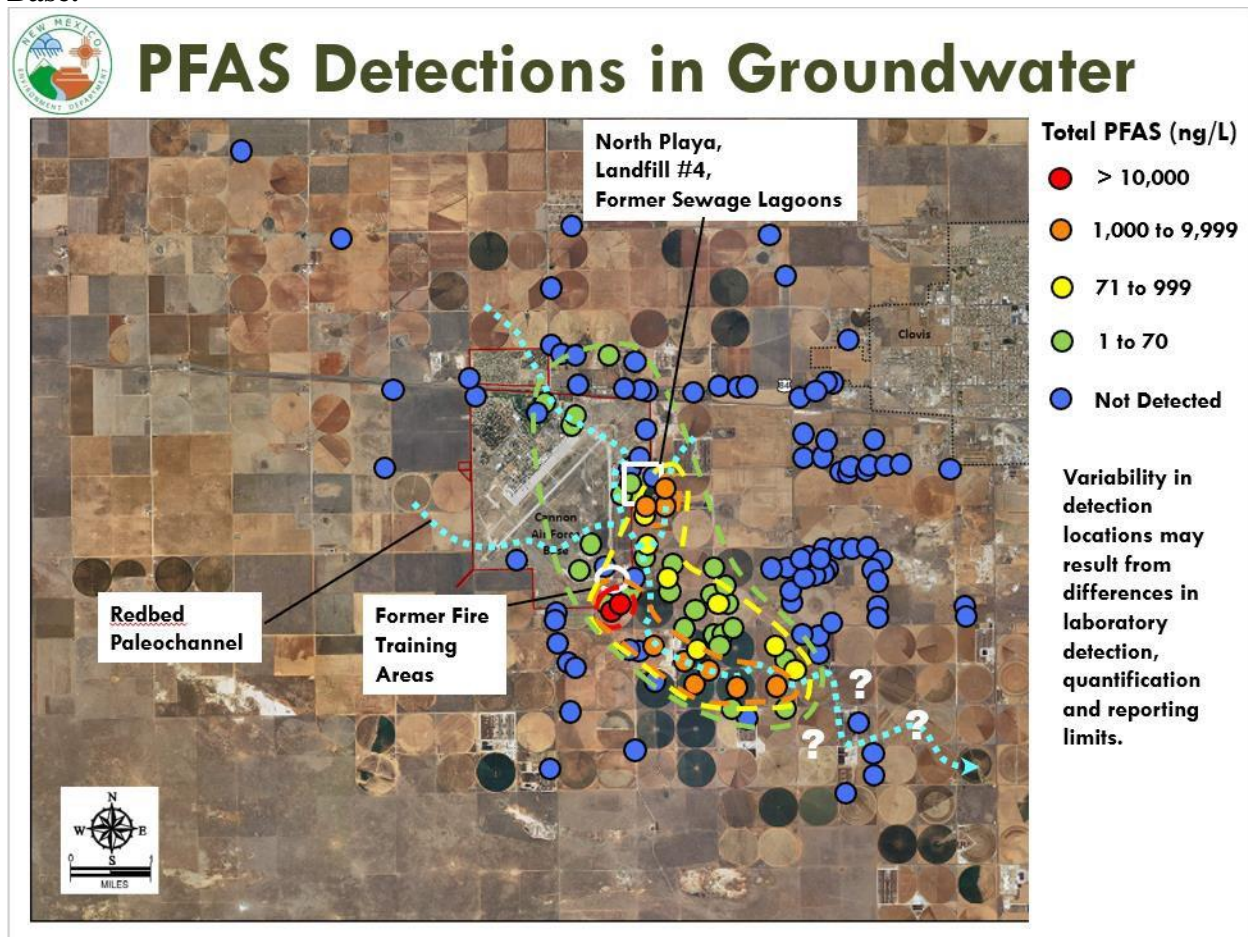 Base.
NEW MEXICO
ENVIRONMENT DEPARTMENT
PFAS Detections in Groundwater
North Playa,
Landfill #4,
Former Sewage Lagoons
Total PFAS (ng/L)
> 10,000
1,000 to 9,999
71 to 999
1 to 70
Not Detected
Clovis
Cannon
Air Force
Base
Redbed
Paleochannel
Former Fire
Training
Areas
?
?
?
Variability in
detection
locations may
result from
differences in
laboratory
detection,
quantification
and reporting
limits.
N
W E
S
0 1
MILES